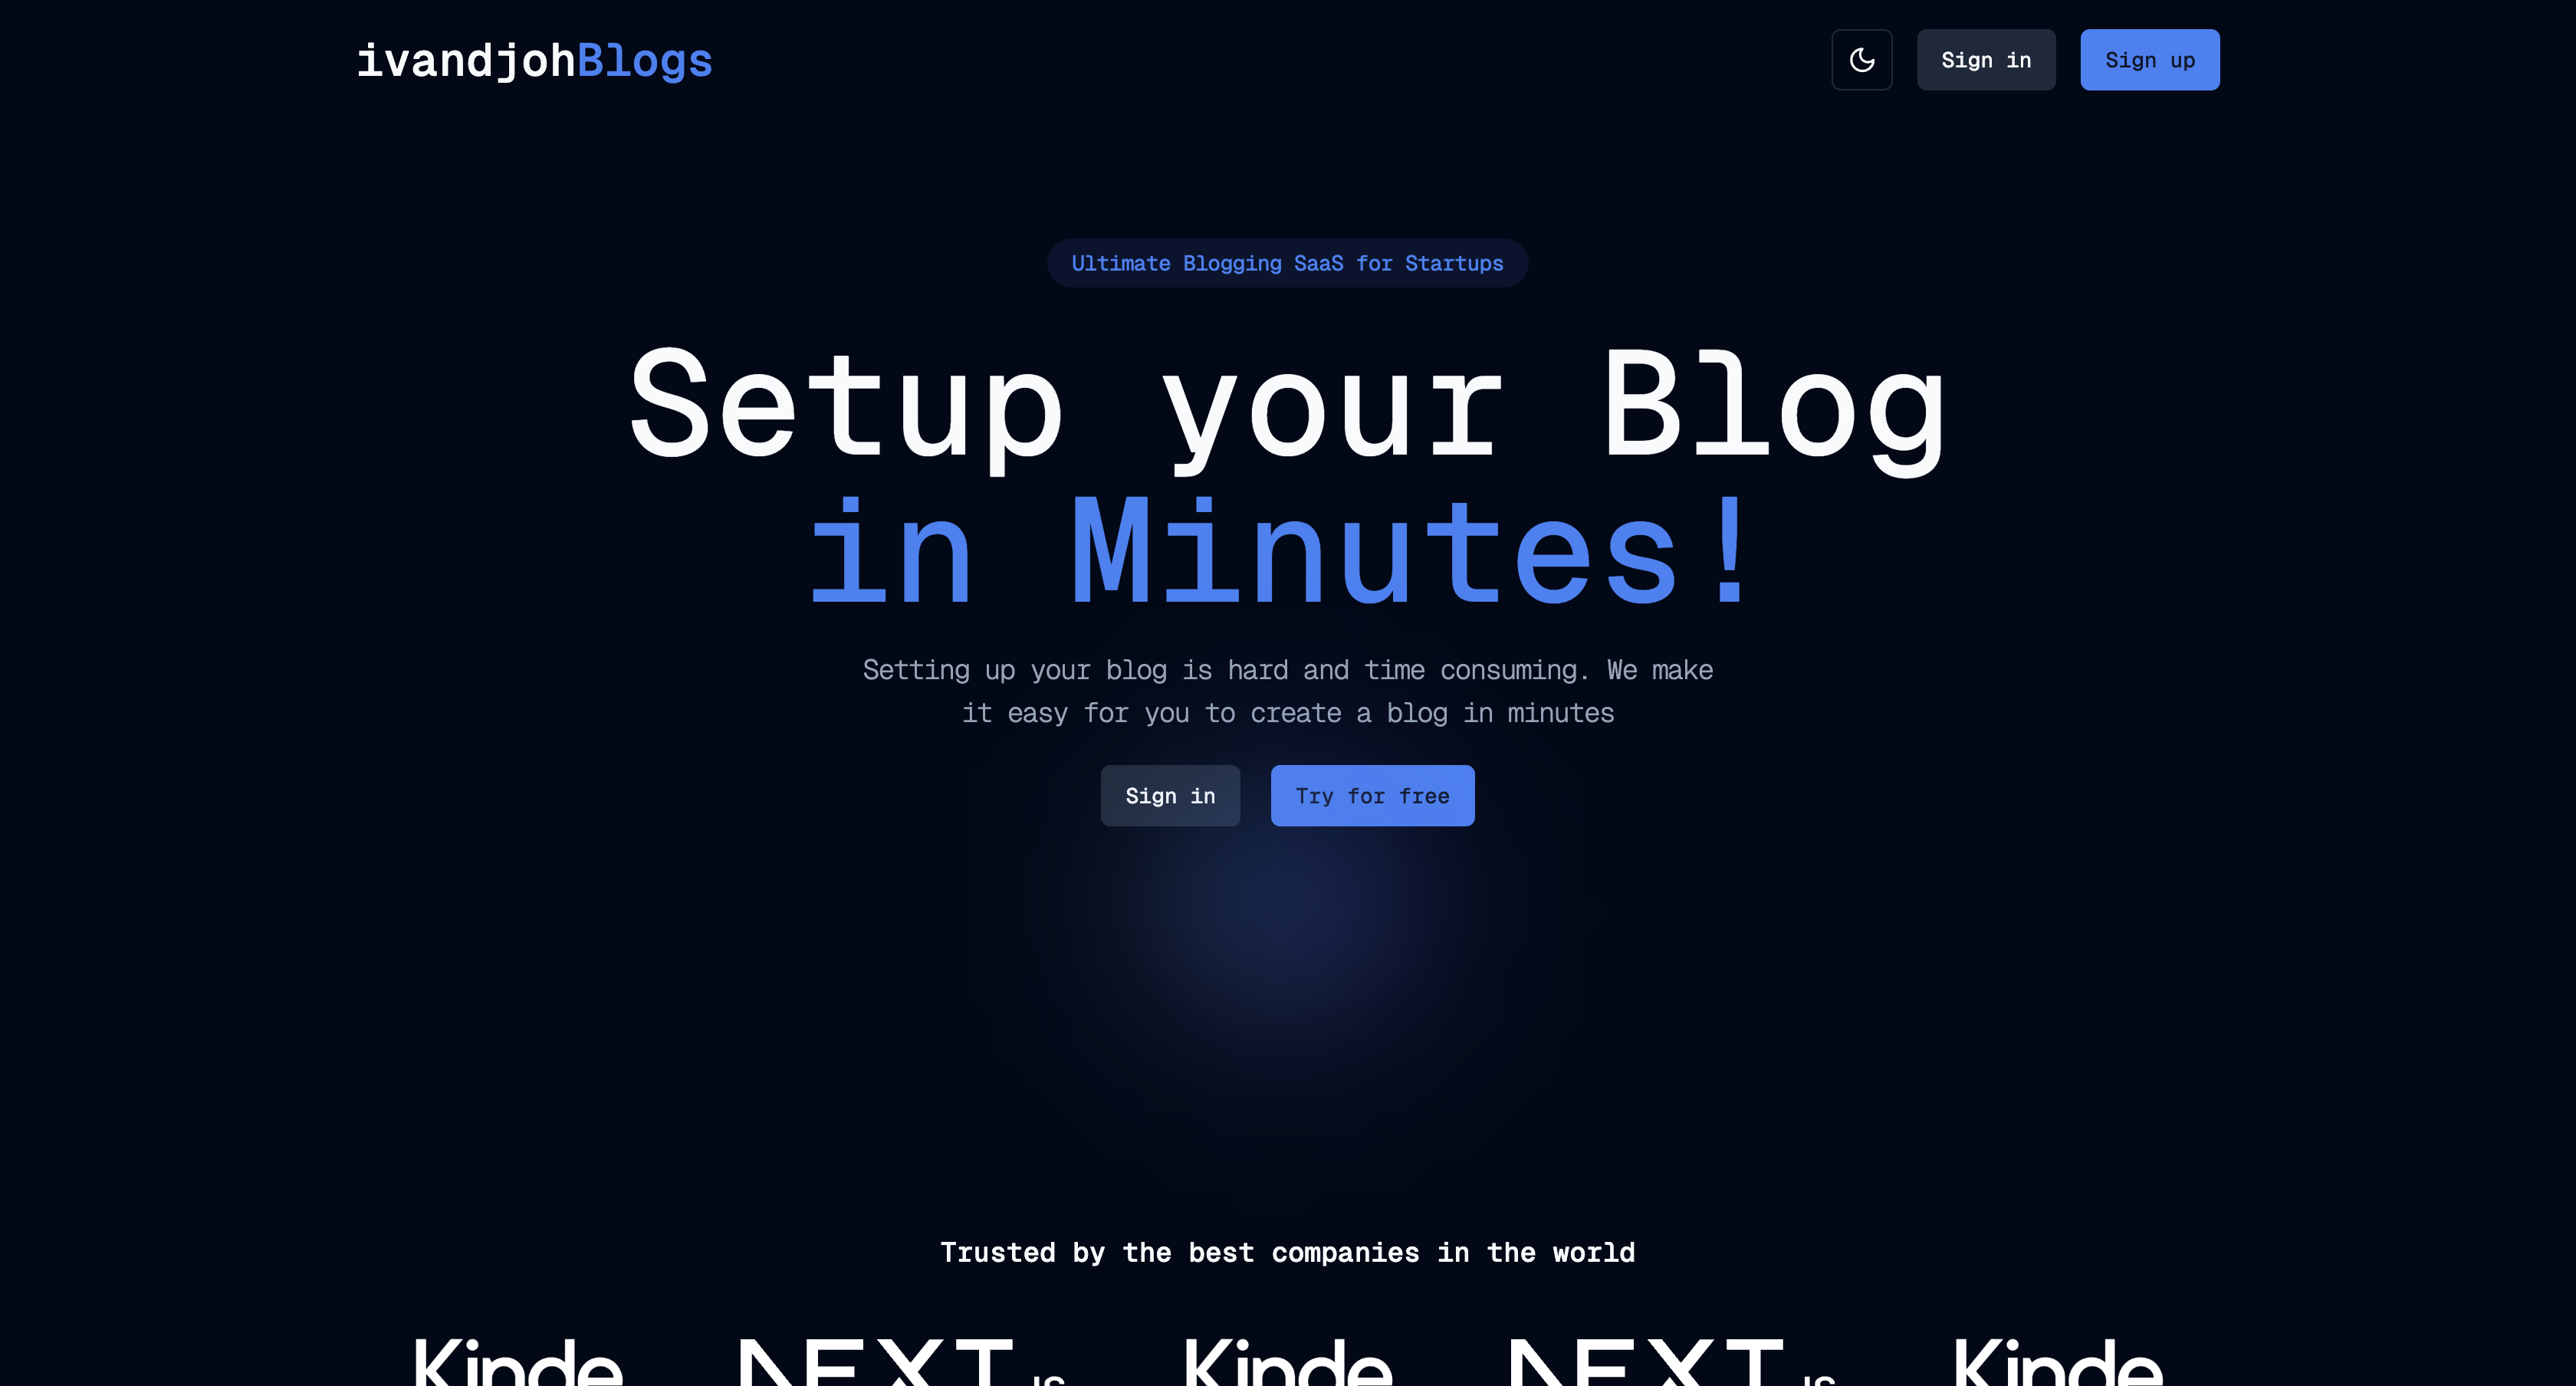 ivandjohBlogs
Sign in
Sign up
Ultimate Blogging SaaS for Startups
Setup your Blog
in Minutes!
Setting up your blog is hard and time consuming. We make
it easy for you to create a blog in minutes
Sign in
Try for free
Trusted by the best companies in the world
Kinde NEXT.JS Kinde NEXT.JS Kinde